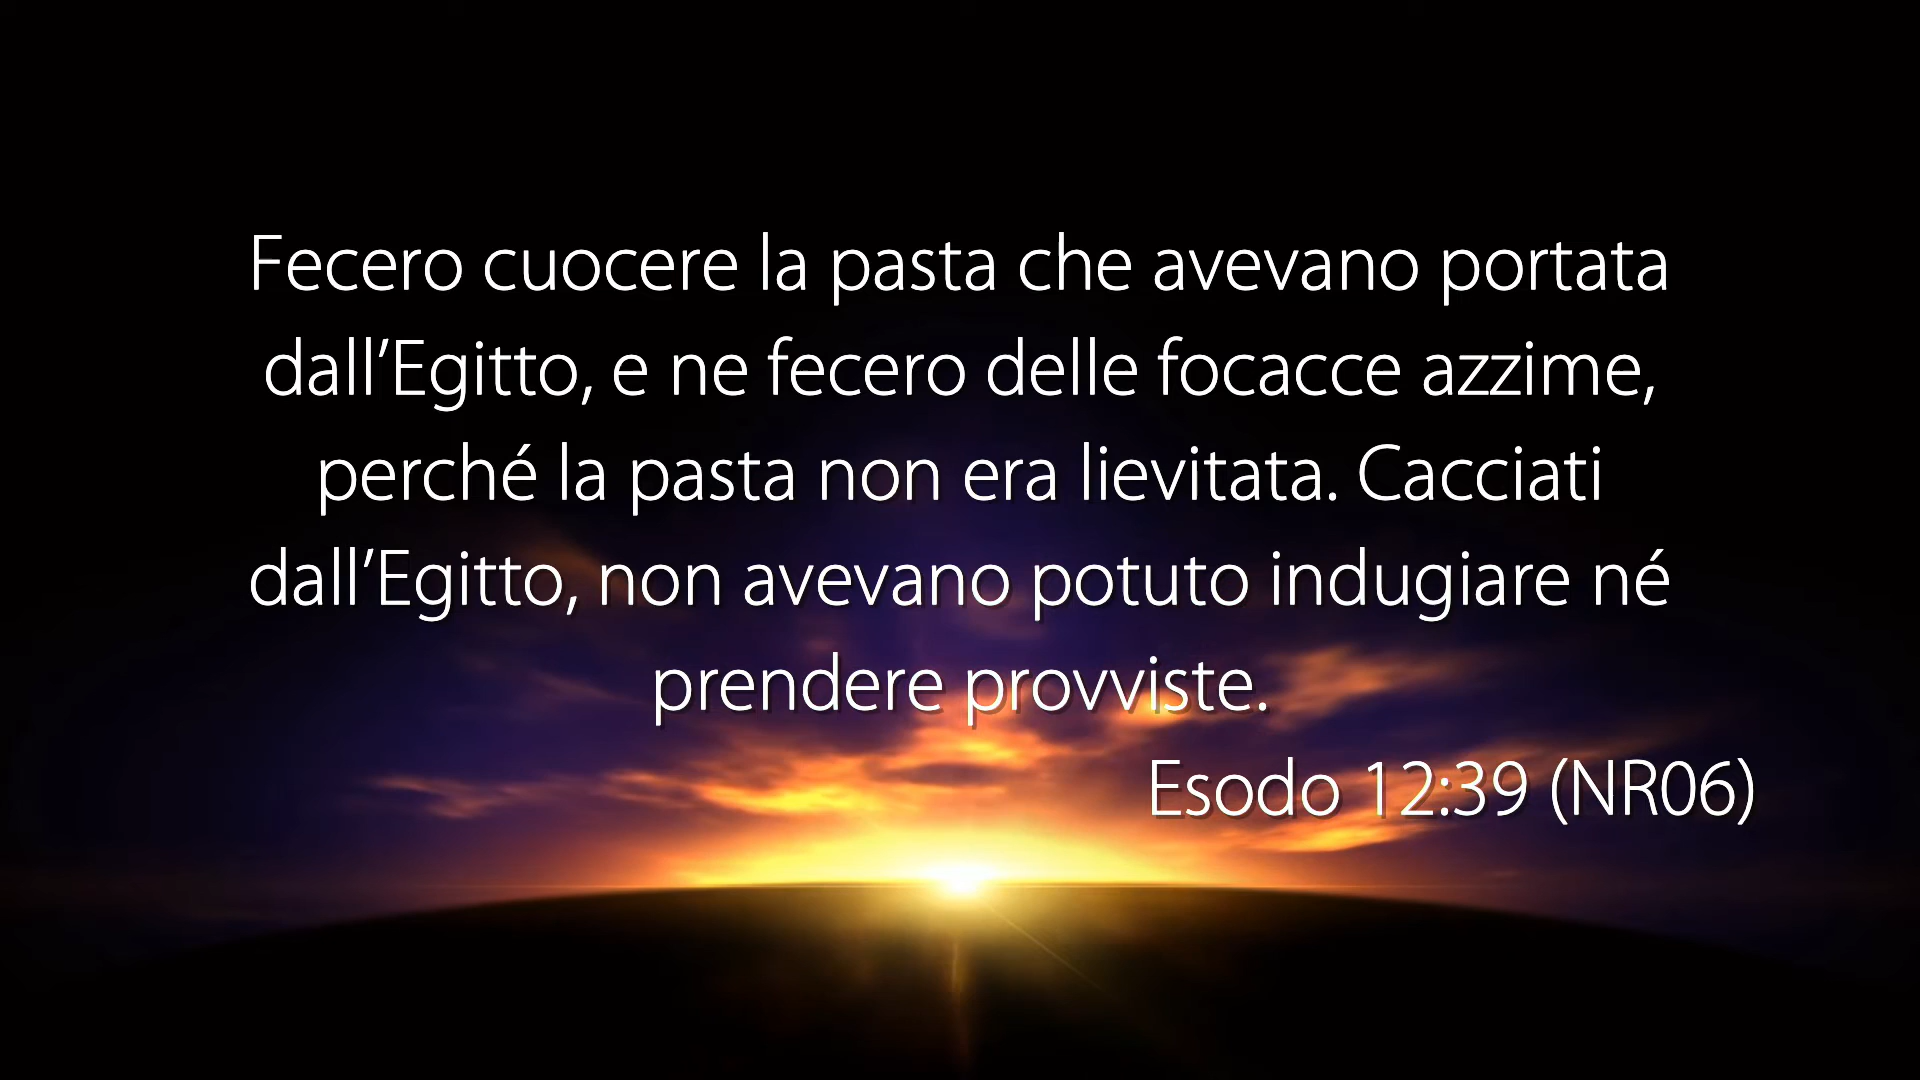 Fecero cuocere la pasta che avevano portata
dall’Egitto, e ne fecero delle focacce azzime,
perché la pasta non era lievitata. Cacciati
dall’Egitto, non avevano potuto indugiare né
prendere provviste.
Esodo 12:39 (NR06)